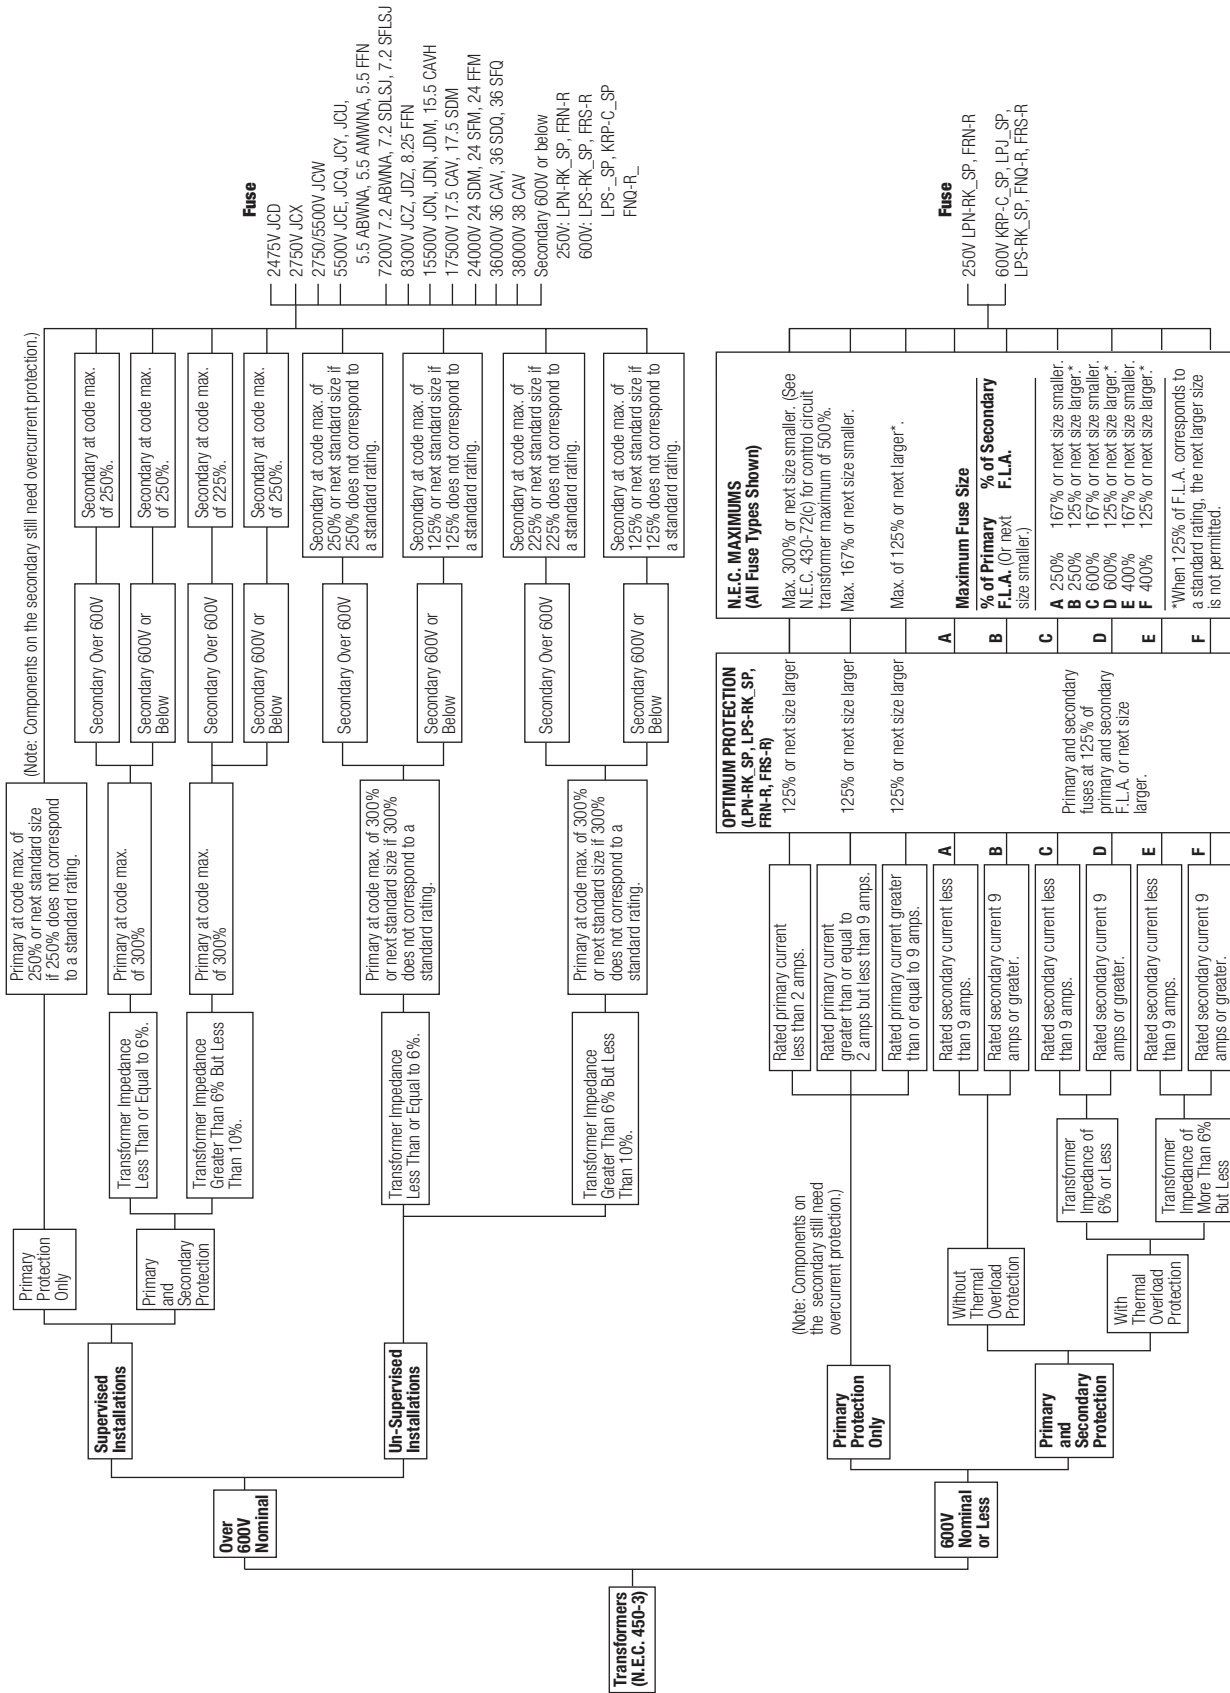 Transformers
(N.E.C. 450-3)
Over
600V
Nominal
600V
Nominal
or Less
Supervised
Installations
Un-Supervised
Installations
Primary
Protection
Only
Primary
and
Secondary
Protection
Primary
Protection
Only
Primary
and
Secondary
Protection
Transformer Impedance
Less Than or Equal to 6%.
Transformer Impedance
Greater Than 6% But Less
Than 10%.
Transformer Impedance
Less Than or Equal to 6%.
Transformer Impedance
Greater Than 6% But Less
Than 10%.
Primary at code max. of
250% or next standard size
if 250% does not correspond
to a standard rating.
(Note: Components on the secondary still need overcurrent protection.)
Primary at code max.
of 300%
Primary at code max.
of 300%
Primary at code max. of 300%
or next standard size if 300%
does not correspond to a
standard rating.
Primary at code max. of 300%
or next standard size if 300%
does not correspond to a
standard rating.
Secondary Over 600V
Secondary 600V or
Below
Secondary Over 600V
Secondary 600V or
Below
Secondary Over 600V
Secondary 600V or
Below
Secondary Over 600V
Secondary 600V or
Below
Secondary at code max.
of 250%.
Secondary at code max.
of 250%.
Secondary at code max.
of 225%.
Secondary at code max.
of 250%.
Secondary at code max. of
250% or next standard size if
250% does not correspond to
a standard rating.
Secondary at code max. of
125% or next standard size if
125% does not correspond to
a standard rating.
Secondary at code max. of
225% or next standard size if
225% does not correspond to
a standard rating.
Secondary at code max. of
125% or next standard size if
125% does not correspond to
a standard rating.
Fuse
2475V JCD
2750V JCX
2750/5500V JCW
5500V JCE, JCQ, JCY, JCU,
5.5 ABWNA, 5.5 AMWNA, 5.5 FFN
7200V 7.2 ABWNA, 7.2 SDLSJ, 7.2 SFLSJ
8300V JCZ, JDZ, 8.25 FFN
15500V JCN, JDN, JDM, 15.5 CAVH
17500V 17.5 CAV, 17.5 SDM
24000V 24 SDM, 24 SFM, 24 FFM
36000V 36 CAV, 36 SDQ, 36 SFQ
38000V 38 CAV
Secondary 600V or below
250V: LPN-RK_SP, FRN-R
600V: LPS-RK_SP, FRS-R
LPS-_SP, KRP-C_SP
FNQ-R_
(Note: Components on
the secondary still need
overcurrent protection.)
Without
Thermal
Overload
Protection
With
Thermal
Overload
Protection
Transformer
Impedance of
6% or Less
Transformer
Impedance of
More Than 6%
But Less
Rated primary current
less than 2 amps.
Rated primary current
greater than or equal to
2 amps but less than 9 amps.
Rated primary current greater
than or equal to 9 amps.
Rated secondary current less
than 9 amps.
Rated secondary current 9
amps or greater.
Rated secondary current less
than 9 amps.
Rated secondary current 9
amps or greater.
Rated secondary current less
than 9 amps.
Rated secondary current 9
amps or greater.
A
B
C
D
E
F
OPTIMUM PROTECTION
(LPN-RK_SP, LPS-RK_SP,
FRN-R, FRS-R)
125% or next size larger
125% or next size larger
125% or next size larger
Primary and secondary
fuses at 125% of
primary and secondary
F.L.A. or next size
larger.
A
B
C
D
E
F
N.E.C. MAXIMUMS
(All Fuse Types Shown)
Max. 300% or next size smaller. (See
N.E.C. 430-72(c) for control circuit
transformer maximum of 500%.
Max. 167% or next size smaller.
Max. of 125% or next larger*.
Maximum Fuse Size
% of Primary % of Secondary
F.L.A. (Or next F.L.A.
size smaller.)
A 250% 167% or next size smaller.
B 250% 125% or next size larger.*
C 600% 167% or next size smaller.
D 600% 125% or next size larger.*
E 400% 167% or next size smaller.
F 400% 125% or next size larger.*
*When 125% of F.L.A. corresponds to
a standard rating, the next larger size
is not permitted.
Fuse
250V LPN-RK_SP, FRN-R
600V KRP-C_SP, LPJ_SP,
LPS-RK_SP, FNQ-R, FRS-R